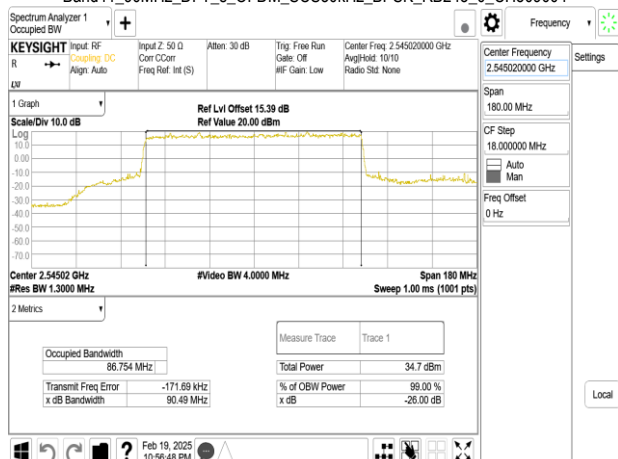 Spectrum Analyzer 1
Occupied BW
KEYSIGHT
R
LXI
Input: RF
Coupling: DC
Align: Auto
Input Z: 50 Ω
Corr CCorr
Freq Ref: Int (S)
Atten: 30 dB
Trig: Free Run
Gate: Off
#IF Gain: Low
Center Freq: 2.545020000 GHz
Avg|Hold: 10/10
Radio Std: None
Frequency
Settings
Center Frequency
2.545020000 GHz
Span
180.00 MHz
CF Step
18.000000 MHz
Auto
Man
Freq Offset
0 Hz
Local
1 Graph
Scale/Div 10.0 dB
Ref Lvl Offset 15.39 dB
Ref Value 20.00 dBm
Log
10.0
0.00
-10.0
-20.0
-30.0
-40.0
-50.0
-60.0
-70.0
Center 2.54502 GHz
#Res BW 1.3000 MHz
#Video BW 4.0000 MHz
Span 180 MHz
Sweep 1.00 ms (1001 pts)
2 Metrics
Measure Trace
Trace 1
Occupied Bandwidth
86.754 MHz
Total Power
34.7 dBm
Transmit Freq Error
-171.69 kHz
% of OBW Power
99.00 %
x dB Bandwidth
90.49 MHz
x dB
-26.00 dB
?
Feb 19, 2025
10:56:48 PM